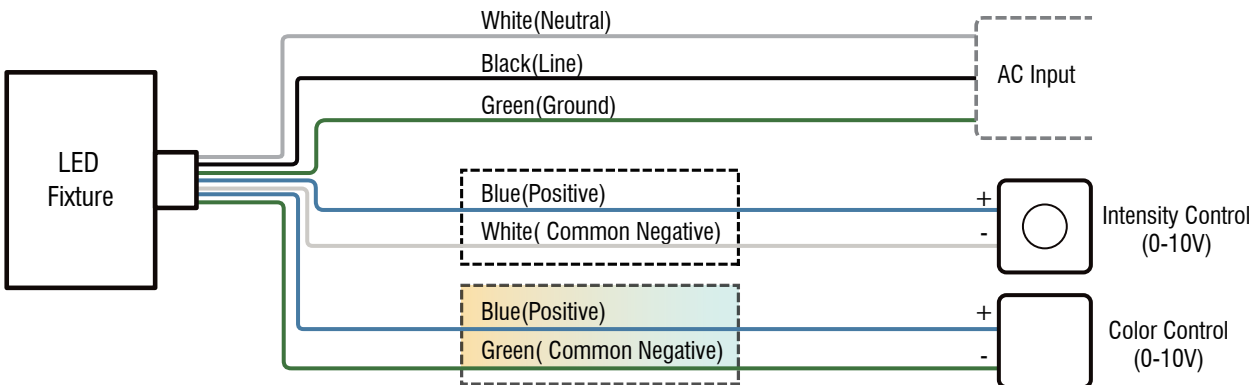 White(Neutral)
Black(Line)
Green(Ground)
AC Input
LED
Fixture
Blue(Positive)
White( Common Negative)
+
-
Intensity Control
(0-10V)
Blue(Positive)
Green( Common Negative)
+
-
Color Control
(0-10V)